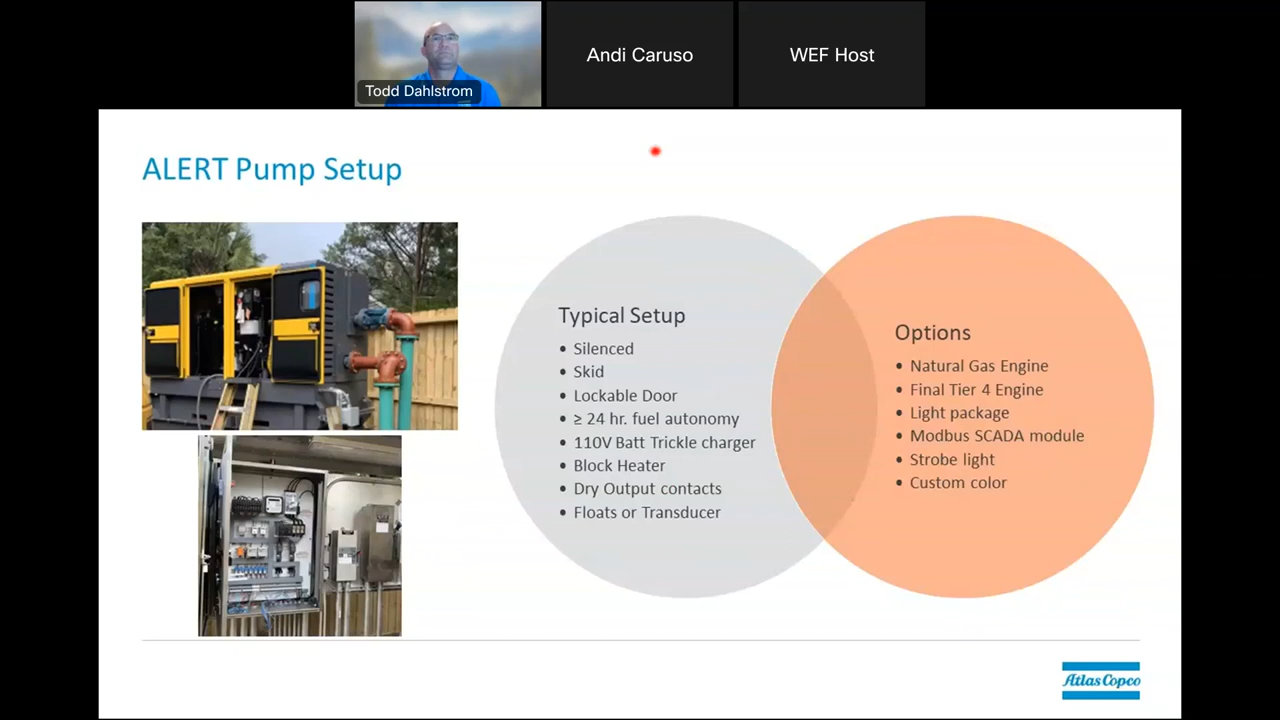 Todd Dahlstrom
Andi Caruso
WEF Host
ALERT Pump Setup
Typical Setup
• Silenced
• Skid
• Lockable Door
• ≥ 24 hr. fuel autonomy
• 110V Batt Trickle charger
• Block Heater
• Dry Output contacts
• Floats or Transducer
Options
• Natural Gas Engine
• Final Tier 4 Engine
• Light package
• Modbus SCADA module
• Strobe light
• Custom color
Atlas Copco